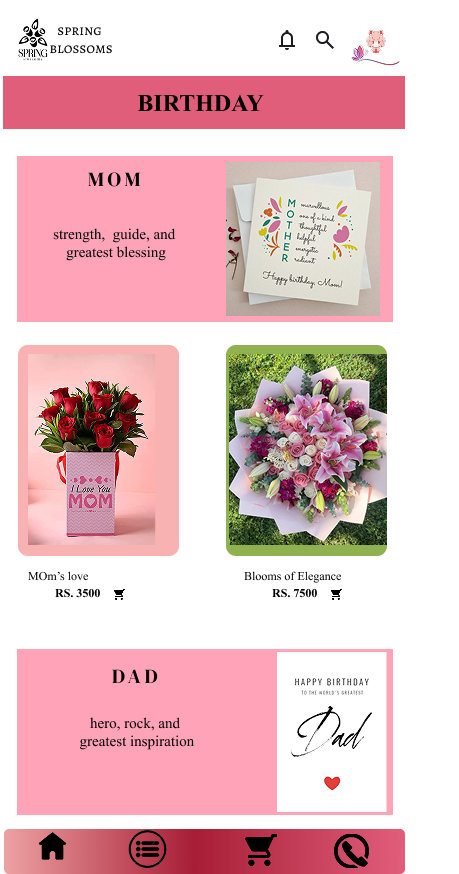 SPRING
BLOSSOMS
SPRING
BIRTHDAY
MOM
strength,  guide, and
greatest blessing
MOTHER
marvellous
one of a kind
thoughtful
helpful
energetic
radiant
Happy birthday, Mom!
I Love You
MOM
MOm’s love
RS. 3500
Blooms of Elegance
RS. 7500
DAD
hero, rock, and
greatest inspiration
HAPPY BIRTHDAY
TO THE WORLD'S GREATEST
Dad